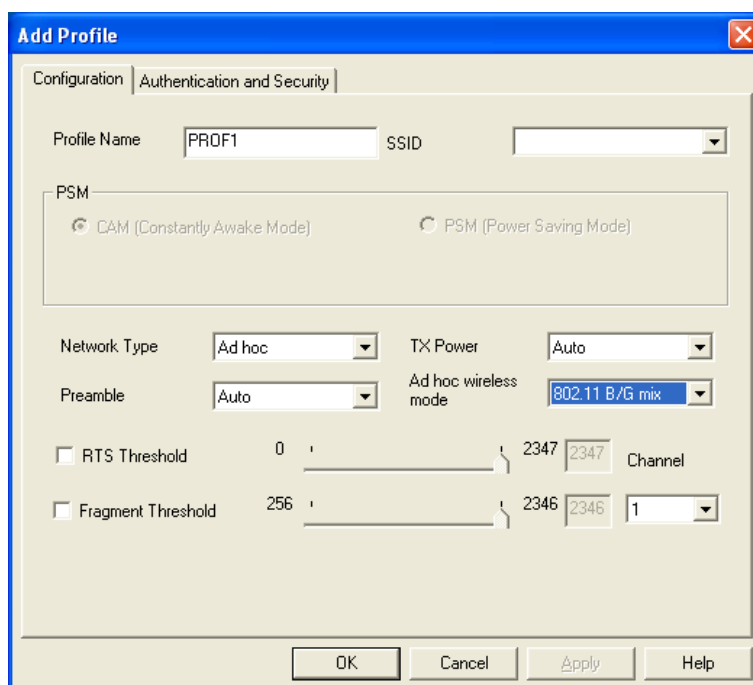 Add Profile
Configuration Authentication and Security
Profile Name PROF1 SSID
PSM
CAM (Constantly Awake Mode) PSM (Power Saving Mode)
Network Type Ad hoc TX Power Auto
Preamble Auto Ad hoc wireless mode 802.11 B/G mix
RTS Threshold 0 2347 2347 Channel
Fragment Threshold 256 2346 2346 1
OK Cancel Apply Help